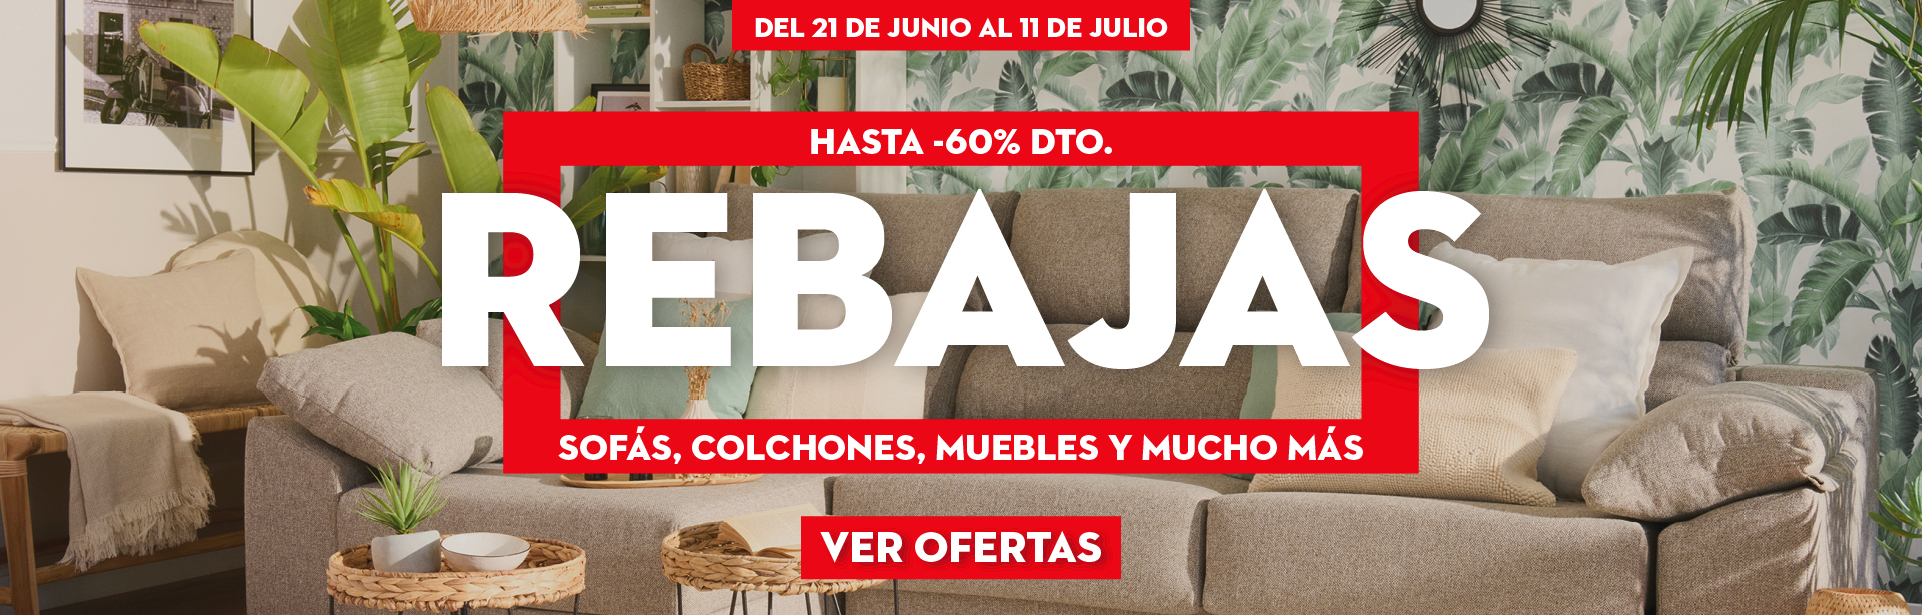 DEL 21 DE JUNIO AL 11 DE JULIO
HASTA -60% DTO.
REBAJAS
SOFÁS, COLCHONES, MUEBLES Y MUCHO MÁS
VER OFERTAS